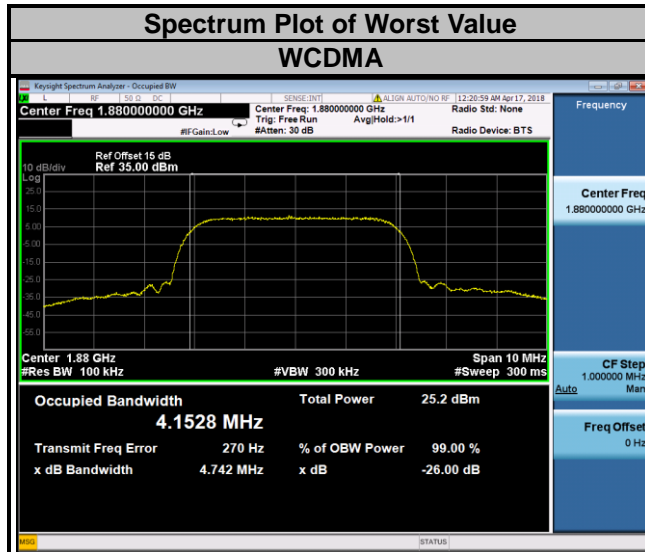 Spectrum Plot of Worst Value
WCDMA
Keysight Spectrum Analyzer - Occupied BW
L RF 50 Ω DC SENSE:INT ALIGN AUTO/NO RF 12:20:59 AM Apr 17, 2018
Center Freq 1.880000000 GHz
Center Freq: 1.880000000 GHz Radio Std: None
Trig: Free Run Avg|Hold:>1/1
#IFGain:Low #Atten: 30 dB Radio Device: BTS
Ref Offset 15 dB
10 dB/div Ref 35.00 dBm
Log
25.0
15.0
5.00
-5.00
-15.0
-25.0
-35.0
-45.0
-55.0
Center 1.88 GHz Span 10 MHz
#Res BW 100 kHz #VBW 300 kHz #Sweep 300 ms
Occupied Bandwidth Total Power 25.2 dBm
4.1528 MHz
Transmit Freq Error 270 Hz % of OBW Power 99.00 %
x dB Bandwidth 4.742 MHz x dB -26.00 dB
MSG STATUS
Frequency
Center Freq
1.880000000 GHz
CF Step
1.000000 MHz
Auto Man
Freq Offset
0 Hz